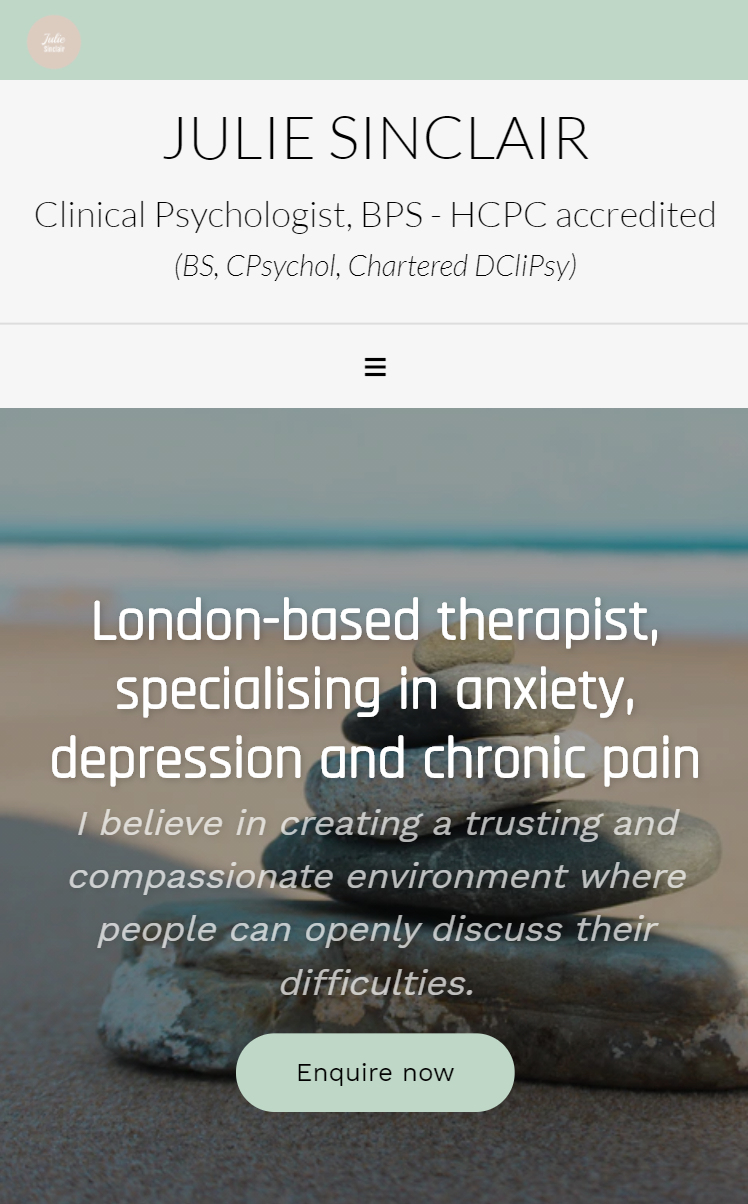 Julie
JULIE SINCLAIR
Clinical Psychologist, BPS - HCPC accredited
(BS, CPsychol, Chartered DCliPsy)
London-based therapist,
specialising in anxiety,
depression and chronic pain
I believe in creating a trusting and
compassionate environment where
people can openly discuss their
difficulties.
Enquire now